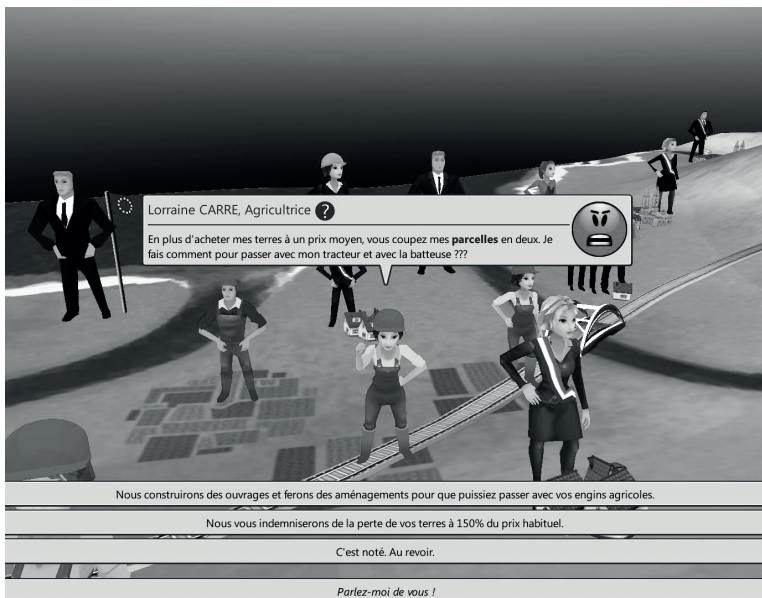 Lorraine CARRE, Agricultrice ?
En plus d'acheter mes terres à un prix moyen, vous coupez mes parcelles en deux. Je
fais comment pour passer avec mon tracteur et avec la batteuse ???
Nous construirons des ouvrages et ferons des aménagements pour que puissiez passer avec vos engins agricoles.
Nous vous indemniserons de la perte de vos terres à 150% du prix habituel.
C'est noté. Au revoir.
Parlez-moi de vous !